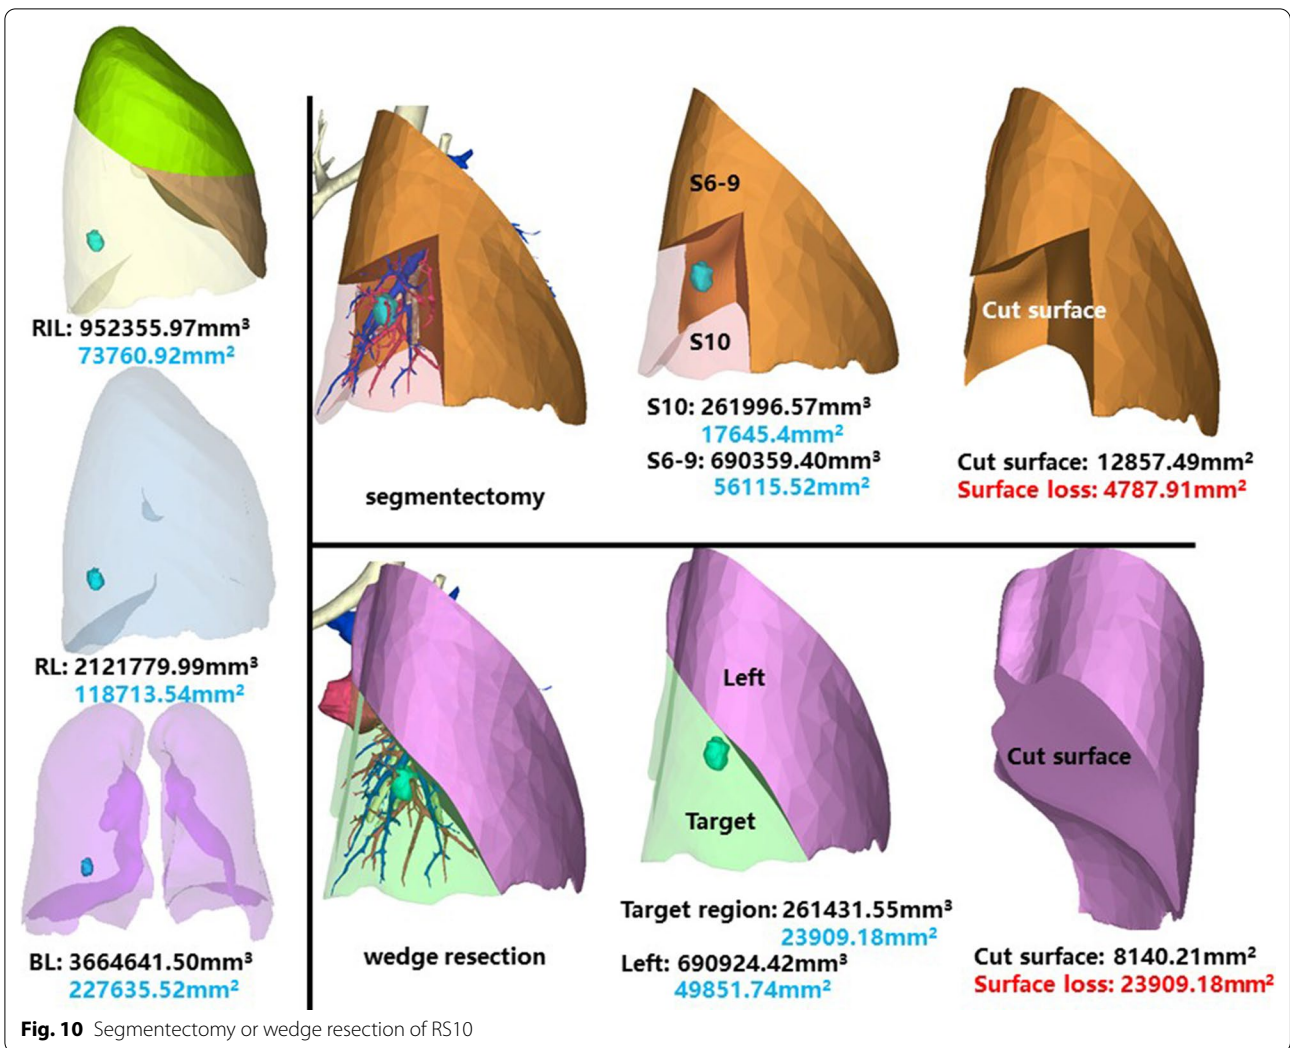 RIL: 952355.97mm³
73760.92mm²
RL: 2121779.99mm³
118713.54mm²
BL: 3664641.50mm³
227635.52mm²
S6-9
S10
segmentectomy
S10: 261996.57mm³
17645.4mm²
S6-9: 690359.40mm³
56115.52mm²
Cut surface
Cut surface: 12857.49mm²
Surface loss: 4787.91mm²
Left
Target
wedge resection
Target region: 261431.55mm³
23909.18mm²
Left: 690924.42mm³
49851.74mm²
Cut surface
Cut surface: 8140.21mm²
Surface loss: 23909.18mm²
Fig. 10 Segmentectomy or wedge resection of RS10